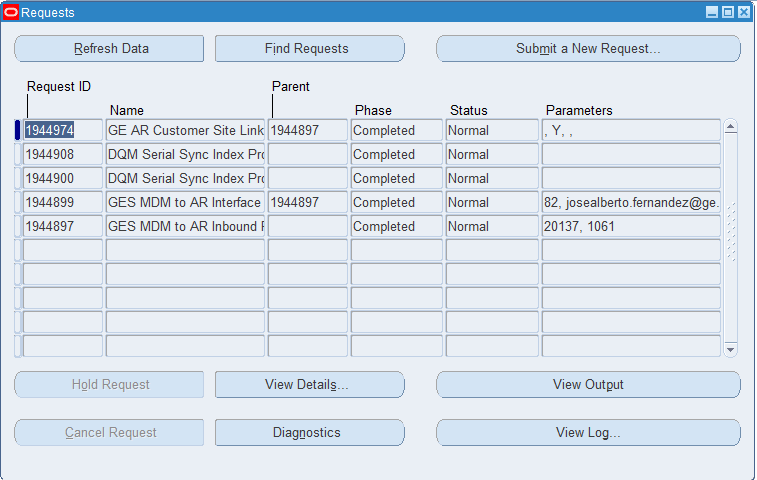 Requests
Refresh Data Find Requests Submit a New Request...
Request ID Parent
Name Phase Status Parameters
1944974 GE AR Customer Site Link 1944897 Completed Normal , Y, ,
1944908 DQM Serial Sync Index Pro Completed Normal
1944900 DQM Serial Sync Index Pro Completed Normal
1944899 GES MDM to AR Interface 1944897 Completed Normal 82, josealberto.fernandez@ge.
1944897 GES MDM to AR Inbound P Completed Normal 20137, 1061
Hold Request View Details... View Output
Cancel Request Diagnostics View Log...